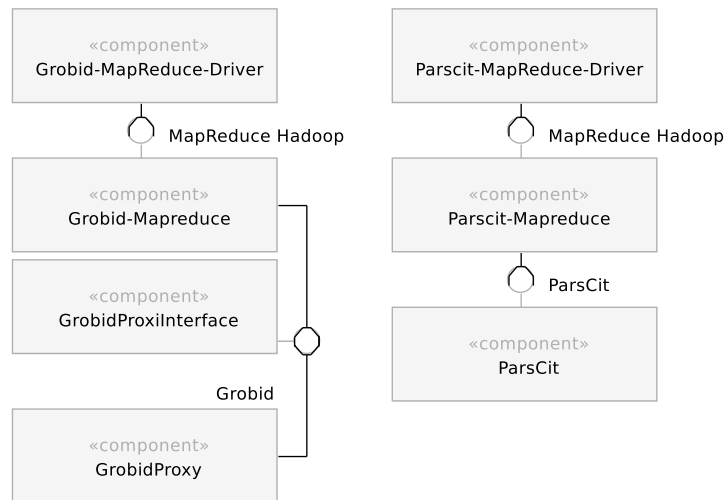 «component»
Grobid-MapReduce-Driver
MapReduce Hadoop
«component»
Grobid-Mapreduce
«component»
GrobidProxiInterface
Grobid
«component»
GrobidProxy
«component»
Parscit-MapReduce-Driver
MapReduce Hadoop
«component»
Parscit-Mapreduce
ParsCit
«component»
ParsCit